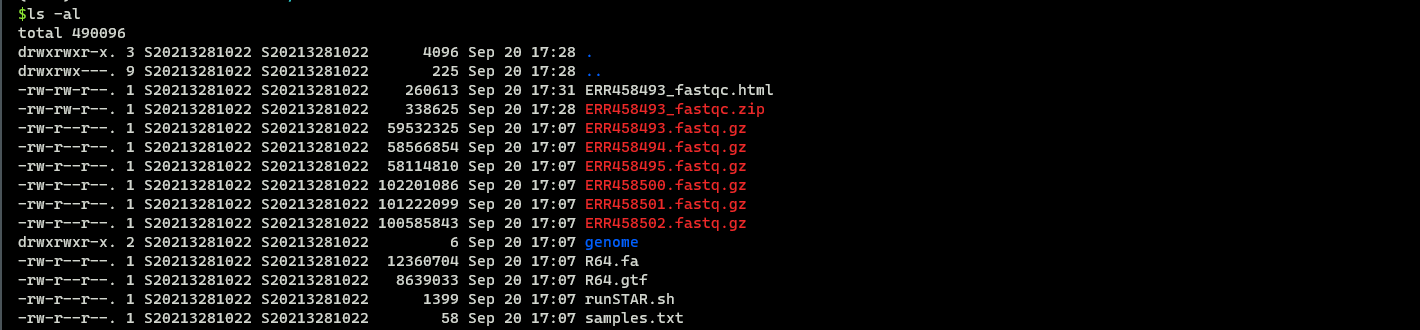 $ls -al
total 490096
drwxrwxr-x. 3 S20213281022 S20213281022      4096 Sep 20 17:28 .
drwxrwx---. 9 S20213281022 S20213281022       225 Sep 20 17:28 ..
-rw-rw-r--. 1 S20213281022 S20213281022    260613 Sep 20 17:31 ERR458493_fastqc.html
-rw-rw-r--. 1 S20213281022 S20213281022    338625 Sep 20 17:28 ERR458493_fastqc.zip
-rw-r--r--. 1 S20213281022 S20213281022  59532325 Sep 20 17:07 ERR458493.fastq.gz
-rw-r--r--. 1 S20213281022 S20213281022  58566854 Sep 20 17:07 ERR458494.fastq.gz
-rw-r--r--. 1 S20213281022 S20213281022  58114810 Sep 20 17:07 ERR458495.fastq.gz
-rw-r--r--. 1 S20213281022 S20213281022 102201086 Sep 20 17:07 ERR458500.fastq.gz
-rw-r--r--. 1 S20213281022 S20213281022 101222099 Sep 20 17:07 ERR458501.fastq.gz
-rw-r--r--. 1 S20213281022 S20213281022 100585843 Sep 20 17:07 ERR458502.fastq.gz
drwxrwxr-x. 2 S20213281022 S20213281022         6 Sep 20 17:07 genome
-rw-r--r--. 1 S20213281022 S20213281022  12360704 Sep 20 17:07 R64.fa
-rw-r--r--. 1 S20213281022 S20213281022   8639033 Sep 20 17:07 R64.gtf
-rw-r--r--. 1 S20213281022 S20213281022      1399 Sep 20 17:07 runSTAR.sh
-rw-r--r--. 1 S20213281022 S20213281022        58 Sep 20 17:07 samples.txt